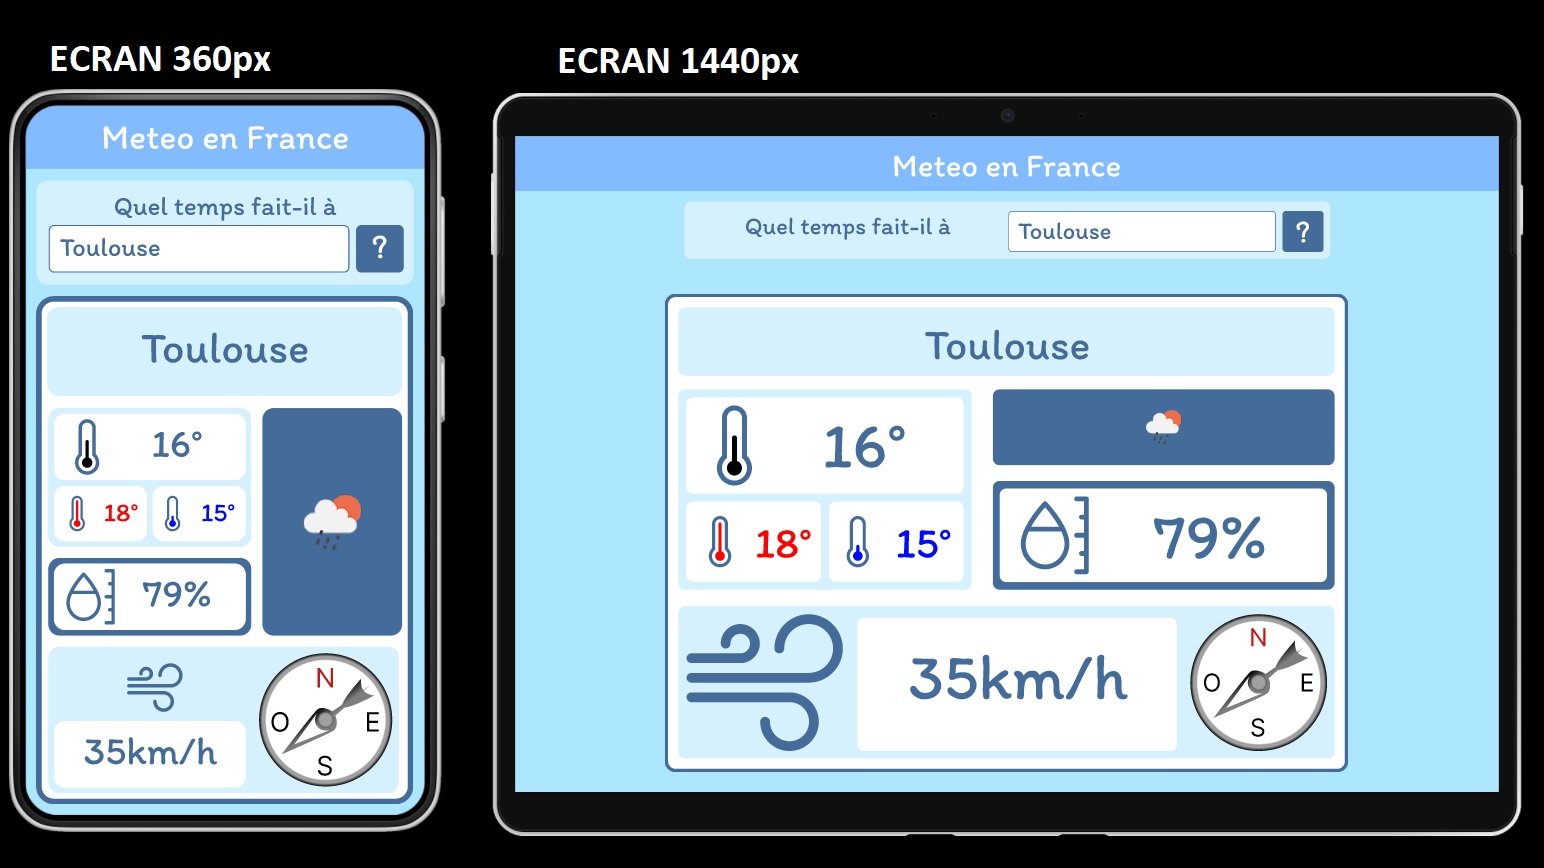 ECRAN 360px
Meteo en France
Quel temps fait-il à
Toulouse
?
Toulouse
16°
18°
15°
79%
35km/h
N
O
E
S
ECRAN 1440px
Meteo en France
Quel temps fait-il à
Toulouse
?
Toulouse
16°
18°
15°
79%
35km/h
N
O
E
S